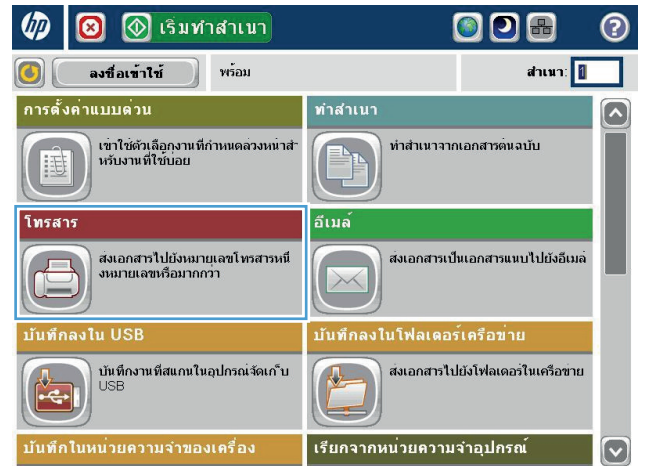 hp เริ่มทำสำเนา ?
ลงชื่อเข้าใช้ พร้อม สำเนา: 1
การตั้งค่าแบบด่วน
เข้าใช้ตัวเลือกงานที่กำหนดล่วงหน้าสำ
หรับงานที่ใช้บ่อย
ทำสำเนา
ทำสำเนาจากเอกสารต้นฉบับ
โทรสาร
ส่งเอกสารไปยังหมายเลขโทรสารหนึ่
งหมายเลขหรือมากกว่า
อีเมล์
ส่งเอกสารเป็นเอกสารแนบไปยังอีเมล์
บันทึกลงใน USB
บันทึกงานที่สแกนในอุปกรณ์จัดเก็บ
USB
บันทึกลงในโฟลเดอร์เครือข่าย
ส่งเอกสารไปยังโฟลเดอร์ในเครือข่าย
บันทึกในหน่วยความจำของเครื่อง
เรียกจากหน่วยความจำอุปกรณ์